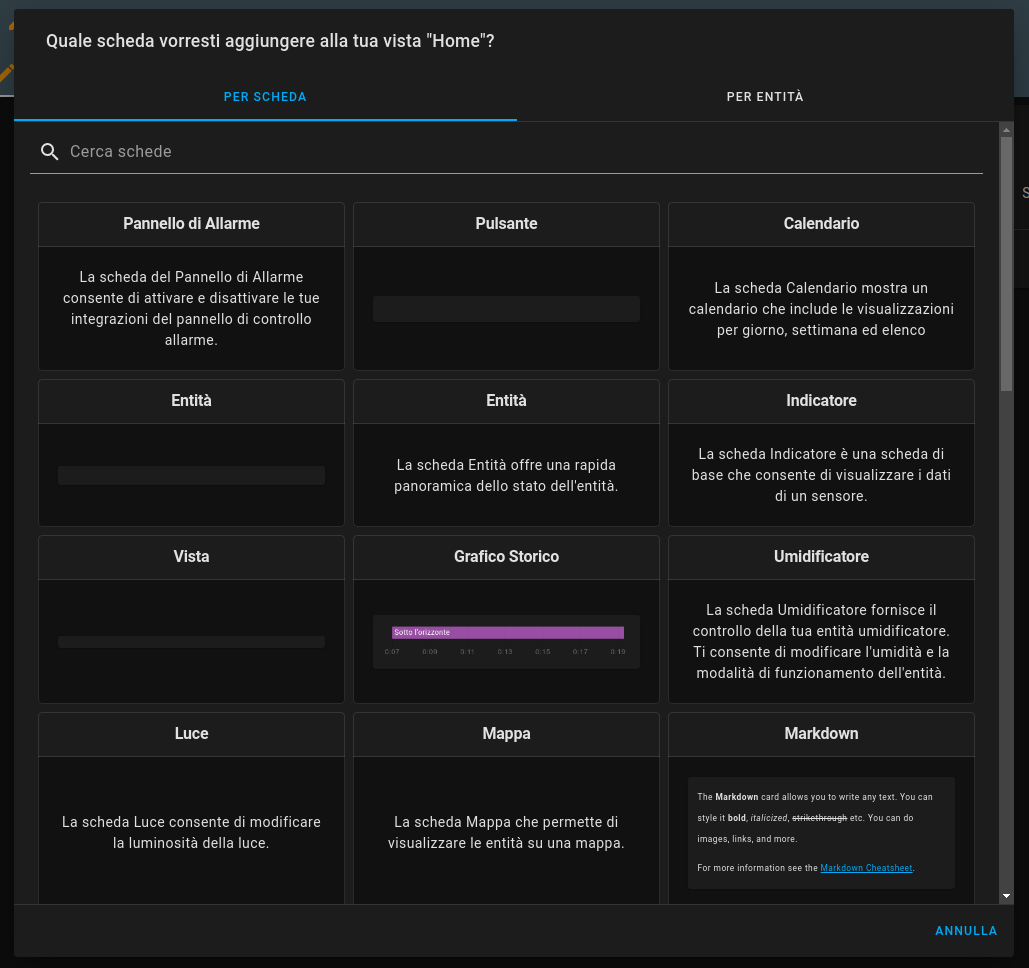 Quale scheda vorresti aggiungere alla tua vista "Home"?
PER SCHEDA
PER ENTITÀ
Cerca schede
Pannello di Allarme
La scheda del Pannello di Allarme
consente di attivare e disattivare le tue
integrazioni del pannello di controllo
allarme.
Pulsante
Calendario
La scheda Calendario mostra un
calendario che include le visualizzazioni
per giorno, settimana ed elenco
Entità
Entità
La scheda Entità offre una rapida
panoramica dello stato dell'entità.
Indicatore
La scheda Indicatore è una scheda di
base che consente di visualizzare i dati
di un sensore.
Vista
Grafico Storico
Sotto l'orizzonte
0:07 0:09 0:11 0:13 0:15 0:17 0:19
Umidificatore
La scheda Umidificatore fornisce il
controllo della tua entità umidificatore.
Ti consente di modificare l'umidità e la
modalità di funzionamento dell'entità.
Luce
La scheda Luce consente di modificare
la luminosità della luce.
Mappa
La scheda Mappa che permette di
visualizzare le entità su una mappa.
Markdown
The Markdown card allows you to write any text. You can
style it bold, italicized, strikethrough etc. You can do
images, links, and more.
For more information see the Markdown Cheatsheet.
ANNULLA